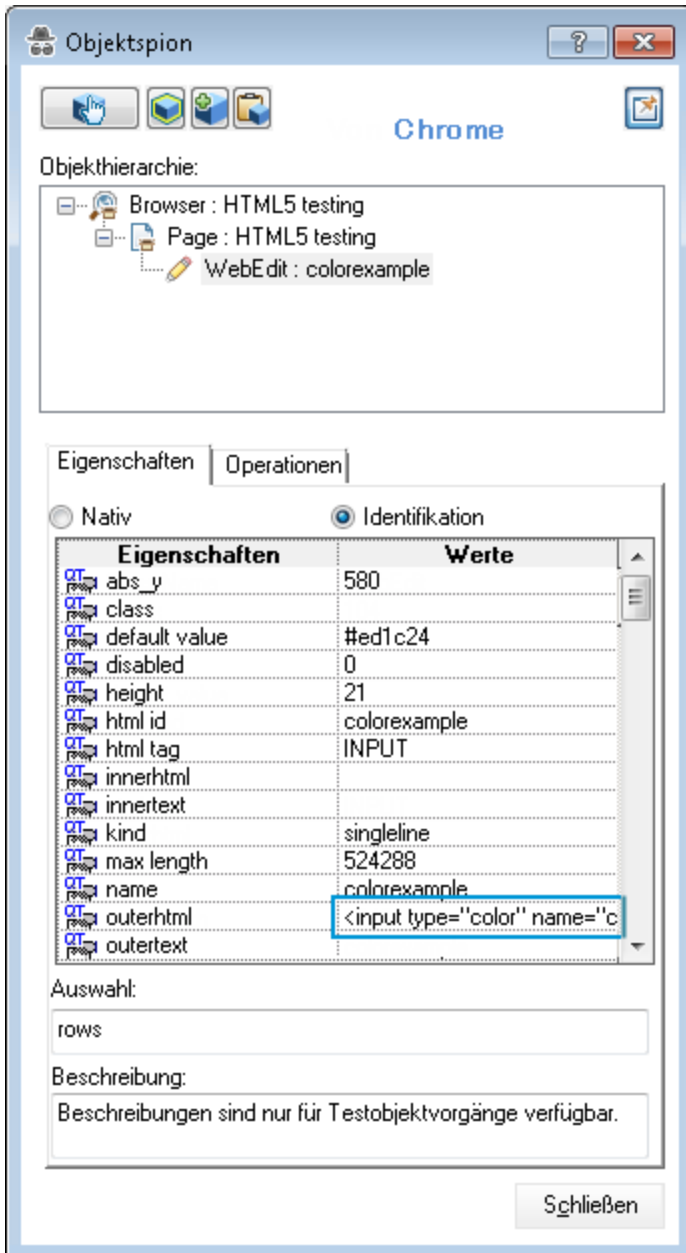 Objektspion
Chrome
Objekthierarchie:
Browser : HTML5 testing
Page : HTML5 testing
WebEdit : colorexample
Eigenschaften Operationen
Nativ Identifikation
Eigenschaften Werte
abs_y 580
class
default value #ed1c24
disabled 0
height 21
html id colorexample
html tag INPUT
innerhtml
innertext
kind singleline
max length 524288
name colorexample
outerhtml <input type="color" name="c
outertext
Auswahl:
rows
Beschreibung:
Beschreibungen sind nur für Testobjektvorgänge verfügbar.
Schließen